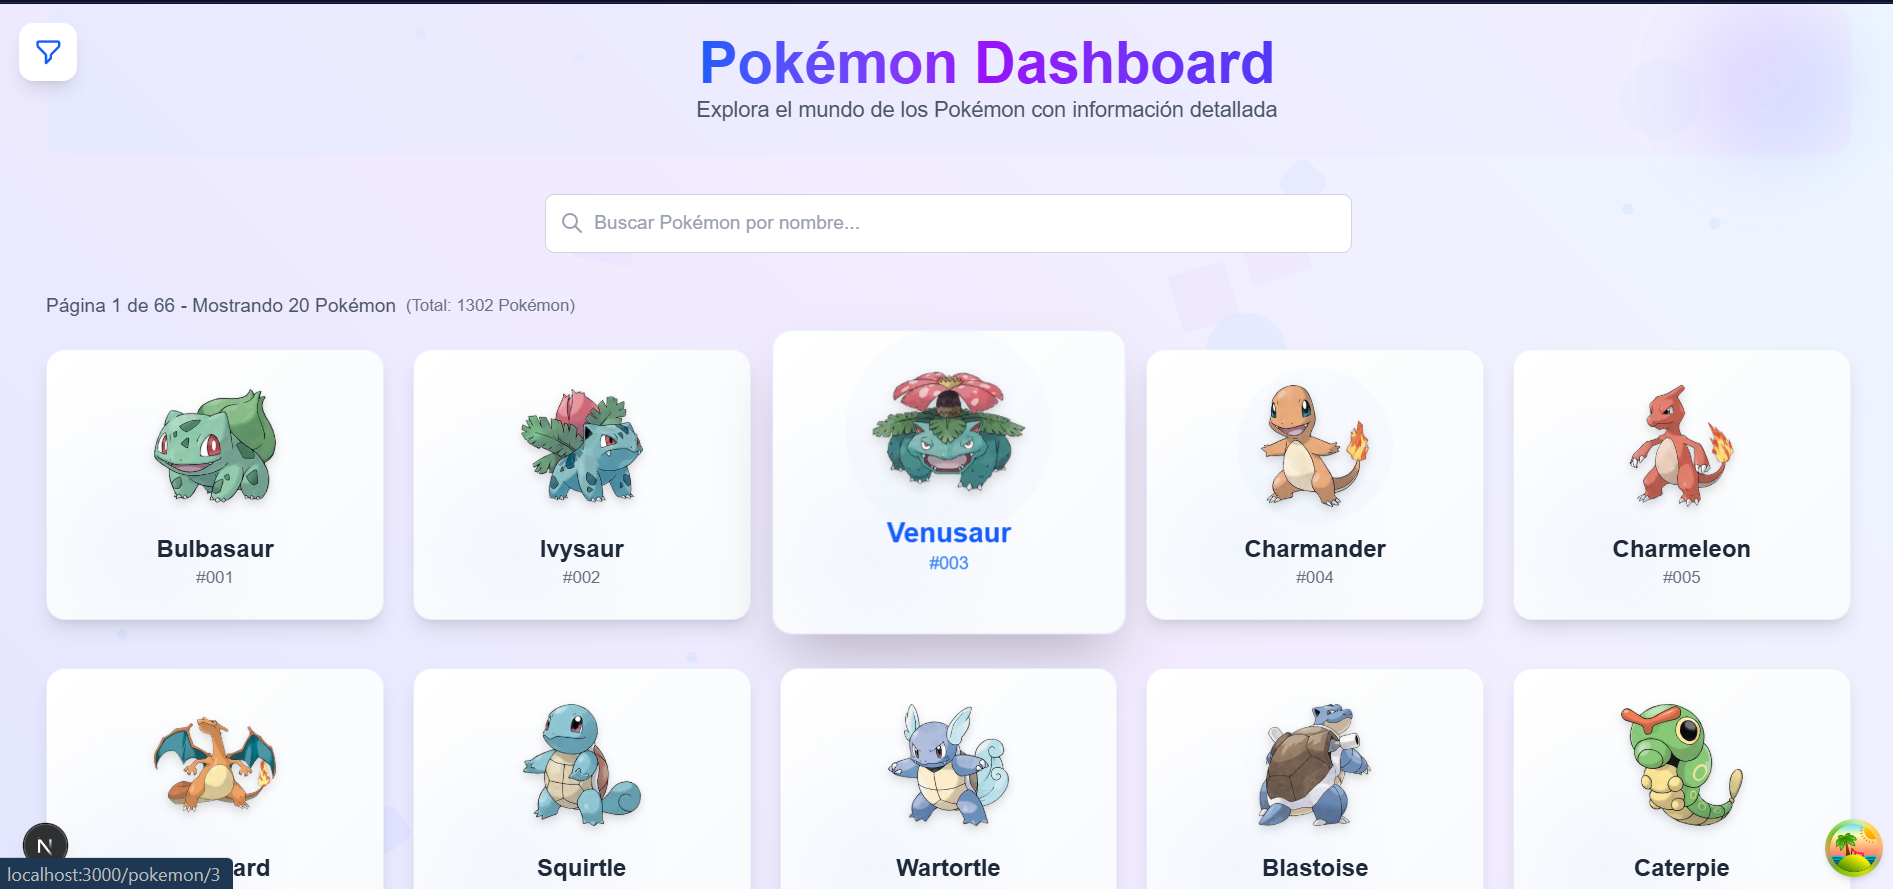 Pokémon Dashboard
Explora el mundo de los Pokémon con información detallada
Buscar Pokémon por nombre...
Página 1 de 66 - Mostrando 20 Pokémon (Total: 1302 Pokémon)
Bulbasaur
#001
Ivysaur
#002
Venusaur
#003
Charmander
#004
Charmeleon
#005
ard
Squirtle
Wartortle
Blastoise
Caterpie
N
localhost:3000/pokemon/3